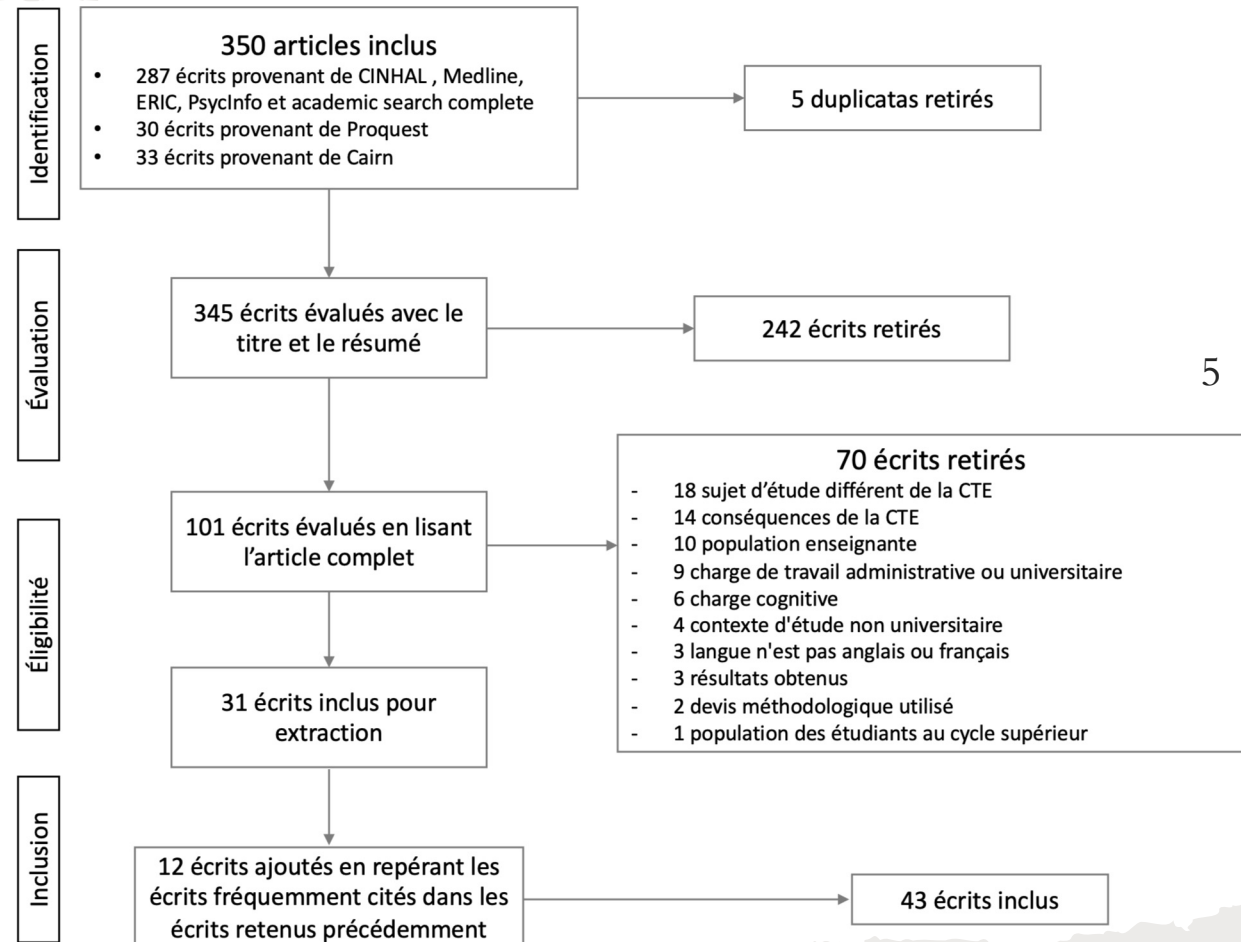 Identification
350 articles inclus
• 287 écrits provenant de CINHAL , Medline,
ERIC, PsycInfo et academic search complete
• 30 écrits provenant de Proquest
• 33 écrits provenant de Cairn
5 duplicatas retirés
Évaluation
345 écrits évalués avec le
titre et le résumé
242 écrits retirés
5
Éligibilité
101 écrits évalués en lisant
l’article complet
70 écrits retirés
- 18 sujet d’étude différent de la CTE
- 14 conséquences de la CTE
- 10 population enseignante
- 9 charge de travail administrative ou universitaire
- 6 charge cognitive
- 4 contexte d'étude non universitaire
- 3 langue n'est pas anglais ou français
- 3 résultats obtenus
- 2 devis méthodologique utilisé
- 1 population des étudiants au cycle supérieur
31 écrits inclus pour
extraction
Inclusion
12 écrits ajoutés en repérant les
écrits fréquemment cités dans les
écrits retenus précédemment
43 écrits inclus